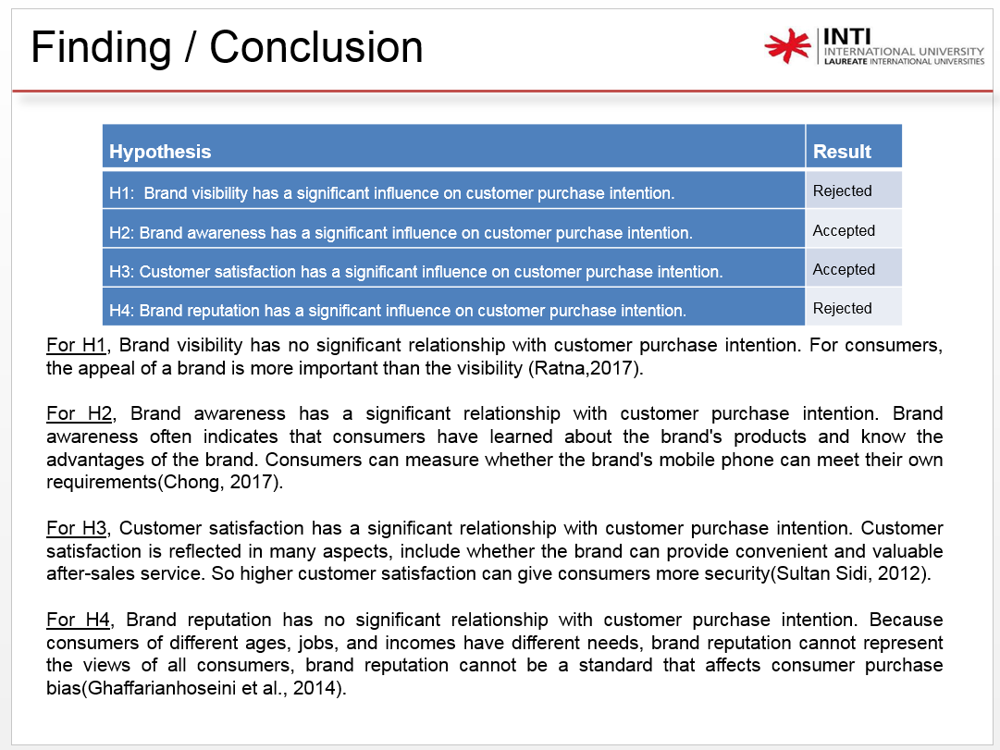 Finding / Conclusion
INTI
INTERNATIONAL UNIVERSITY
LAUREATE INTERNATIONAL UNIVERSITIES
Hypothesis Result
H1: Brand visibility has a significant influence on customer purchase intention. Rejected
H2: Brand awareness has a significant influence on customer purchase intention. Accepted
H3: Customer satisfaction has a significant influence on customer purchase intention. Accepted
H4: Brand reputation has a significant influence on customer purchase intention. Rejected
For H1, Brand visibility has no significant relationship with customer purchase intention. For consumers,
the appeal of a brand is more important than the visibility (Ratna,2017).
For H2, Brand awareness has a significant relationship with customer purchase intention. Brand
awareness often indicates that consumers have learned about the brand's products and know the
advantages of the brand. Consumers can measure whether the brand's mobile phone can meet their own
requirements(Chong, 2017).
For H3, Customer satisfaction has a significant relationship with customer purchase intention. Customer
satisfaction is reflected in many aspects, include whether the brand can provide convenient and valuable
after-sales service. So higher customer satisfaction can give consumers more security(Sultan Sidi, 2012).
For H4, Brand reputation has no significant relationship with customer purchase intention. Because
consumers of different ages, jobs, and incomes have different needs, brand reputation cannot represent
the views of all consumers, brand reputation cannot be a standard that affects consumer purchase
bias(Ghaffarianhoseini et al., 2014).